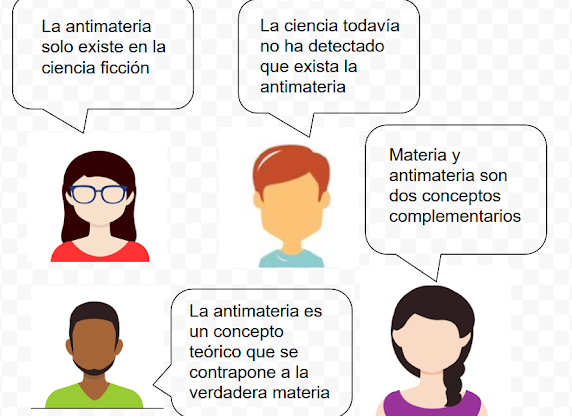 La antimateria
solo existe en la
ciencia ficción
La ciencia todavía
no ha detectado
que exista la
antimateria
Materia y
antimateria son
dos conceptos
complementarios
La antimateria es
un concepto
teórico que se
contrapone a la
verdadera materia